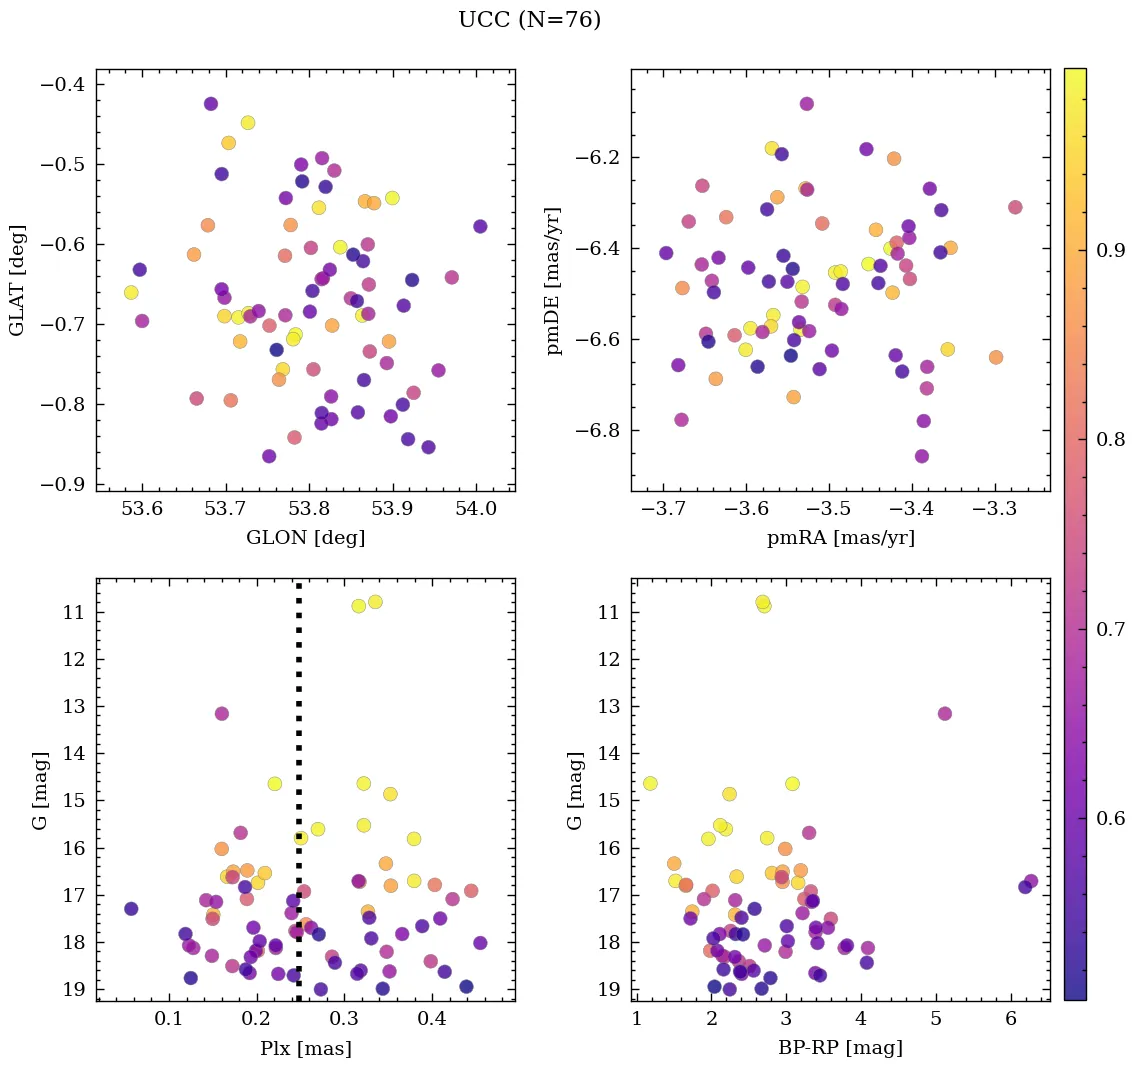 UCC (N=76)
−0.4
−0.5
−0.6
−0.7
−0.8
−0.9
GLAT [deg]
53.6 53.7 53.8 53.9 54.0
GLON [deg]
−6.2
−6.4
−6.6
−6.8
pmDE [mas/yr]
−3.7 −3.6 −3.5 −3.4 −3.3
pmRA [mas/yr]
11
12
13
14
15
16
17
18
19
G [mag]
0.1 0.2 0.3 0.4
Plx [mas]
11
12
13
14
15
16
17
18
19
G [mag]
1 2 3 4 5 6
BP-RP [mag]
0.9
0.8
0.7
0.6